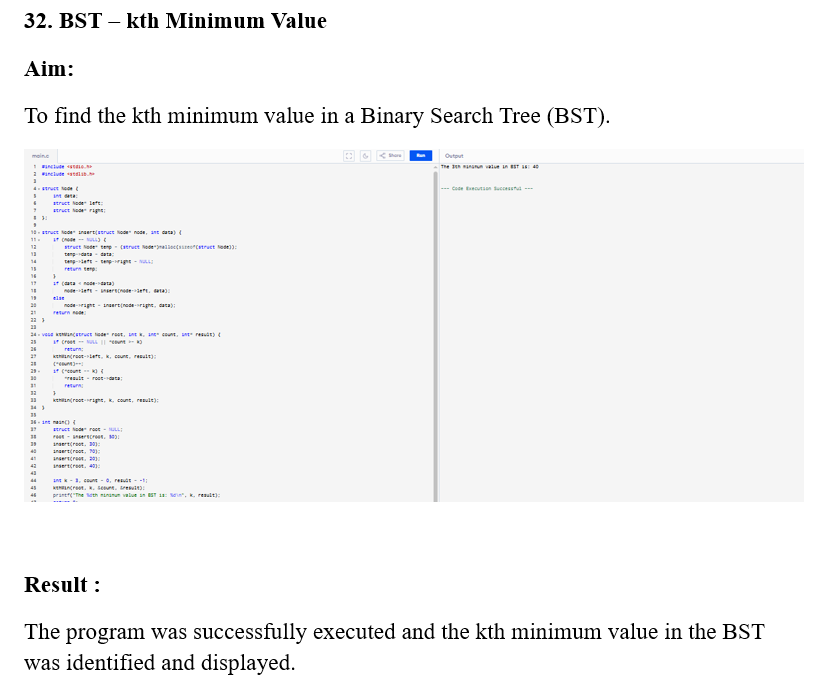 32. BST – kth Minimum Value
Aim:
To find the kth minimum value in a Binary Search Tree (BST).
main.c
Share
Run
Output
1 #include <stdio.h>
2 #include <stdlib.h>
3
4 struct Node {
5 int data;
6 struct Node* left;
7 struct Node* right;
8 };
9
10 struct Node* insert(struct Node* node, int data) {
11 if (node == NULL) {
12 struct Node* temp = (struct Node*)malloc(sizeof(struct Node));
13 temp->data = data;
14 temp->left = temp->right = NULL;
15 return temp;
16 }
17 if (data < node->data)
18 node->left = insert(node->left, data);
19 else
20 node->right = insert(node->right, data);
21 return node;
22 }
23
24 void kthMin(struct Node* root, int k, int* count, int* result) {
25 if (root == NULL || *count >= k)
26 return;
27 kthMin(root->left, k, count, result);
28 (*count)++;
29 if (*count == k) {
30 *result = root->data;
31 return;
32 }
33 kthMin(root->right, k, count, result);
34 }
35
36 int main() {
37 struct Node* root = NULL;
38 root = insert(root, 50);
39 insert(root, 30);
40 insert(root, 70);
41 insert(root, 20);
42 insert(root, 40);
43
44 int k = 3, count = 0, result = -1;
45 kthMin(root, k, &count, &result);
46 printf("The %dth minimum value in BST is: %d\n", k, result);
The 3th minimum value in BST is: 40
=== Code Execution Successful ===
Result :
The program was successfully executed and the kth minimum value in the BST
was identified and displayed.